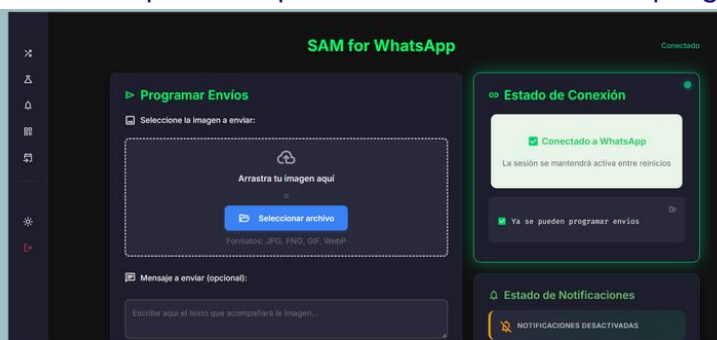 SAM for WhatsApp
Conectado
Programar Envíos
Seleccione la imagen a enviar:
Arrastra tu imagen aquí
o
Seleccionar archivo
Formatos: JPG, PNG, GIF, WebP
Mensaje a enviar (opcional):
Escribe aquí el texto que acompañará la imagen...
Estado de Conexión
Conectado a WhatsApp
La sesión se mantendrá activa entre reinicios
Ya se pueden programar envíos
Estado de Notificaciones
NOTIFICACIONES DESACTIVADAS